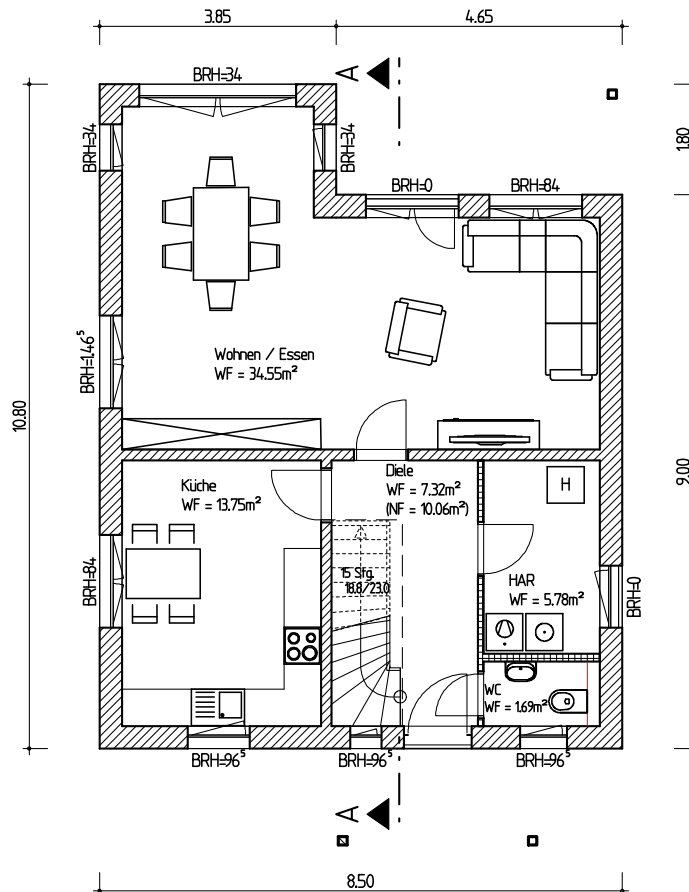 3.85
4.65
A
BRH=34
BRH=34
BRH=34
1.80
BRH=0
BRH=84
Wohnen / Essen
WF = 34.55m²
BRH=1.46⁵
10.80
9.00
Küche
WF = 13.75m²
Diele
WF = 7.32m²
(NF = 10.06m²)
H
15 Stg.
18.8/23.0
HAR
WF = 5.78m²
BRH=84
BRH=0
WC
WF = 1.69m²
BRH=96⁵
BRH=96⁵
BRH=96⁵
A
8.50